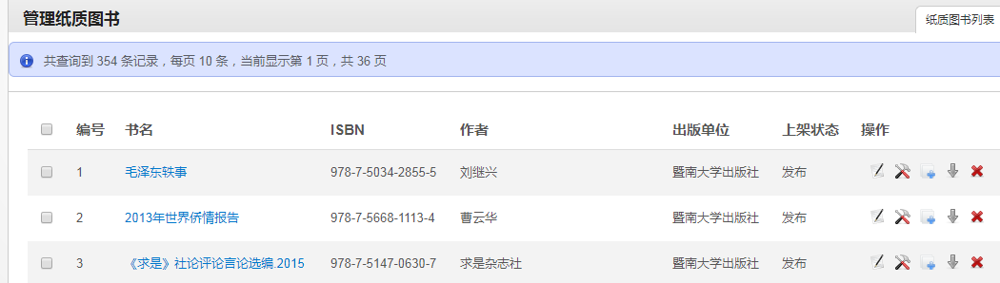 管理纸质图书
纸质图书列表
共查询到 354 条记录，每页 10 条，当前显示第 1 页，共 36 页
编号 书名 ISBN 作者 出版单位 上架状态 操作
1 毛泽东轶事 978-7-5034-2855-5 刘继兴 暨南大学出版社 发布
2 2013年世界侨情报告 978-7-5668-1113-4 曹云华 暨南大学出版社 发布
3 《求是》社论评论言论选编.2015 978-7-5147-0630-7 求是杂志社 暨南大学出版社 发布